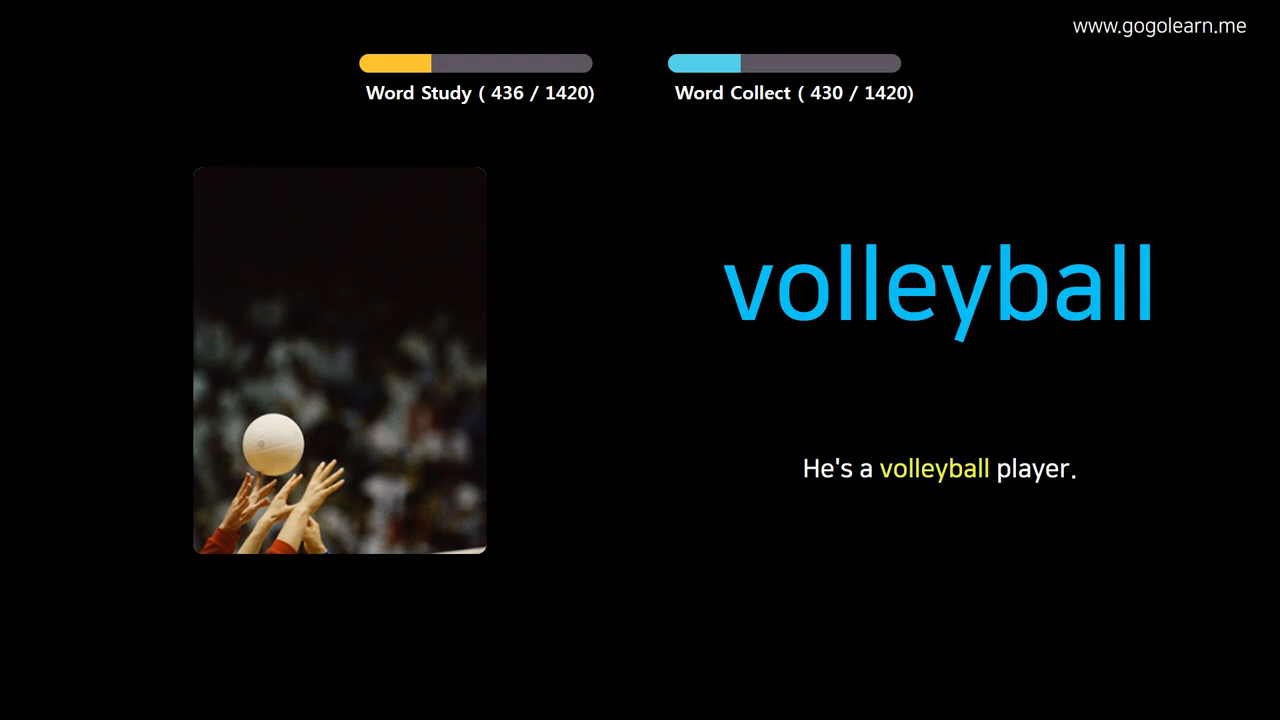 www.gogolearn.me
Word Study ( 436 / 1420)
Word Collect ( 430 / 1420)
volleyball
He's a volleyball player.